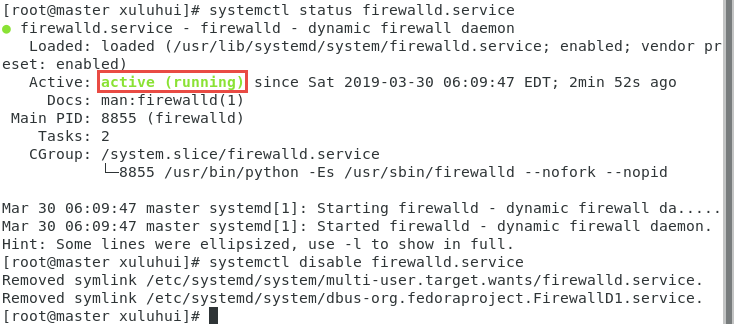 [root@master xuluhui]# systemctl status firewalld.service
● firewalld.service - firewalld - dynamic firewall daemon
   Loaded: loaded (/usr/lib/systemd/system/firewalld.service; enabled; vendor pr
eset: enabled)
   Active: active (running) since Sat 2019-03-30 06:09:47 EDT; 2min 52s ago
     Docs: man:firewalld(1)
 Main PID: 8855 (firewalld)
    Tasks: 2
   CGroup: /system.slice/firewalld.service
           └─8855 /usr/bin/python -Es /usr/sbin/firewalld --nofork --nopid

Mar 30 06:09:47 master systemd[1]: Starting firewalld - dynamic firewall da.....
Mar 30 06:09:47 master systemd[1]: Started firewalld - dynamic firewall daemon.
Hint: Some lines were ellipsized, use -l to show in full.
[root@master xuluhui]# systemctl disable firewalld.service
Removed symlink /etc/systemd/system/multi-user.target.wants/firewalld.service.
Removed symlink /etc/systemd/system/dbus-org.fedoraproject.FirewallD1.service.
[root@master xuluhui]#